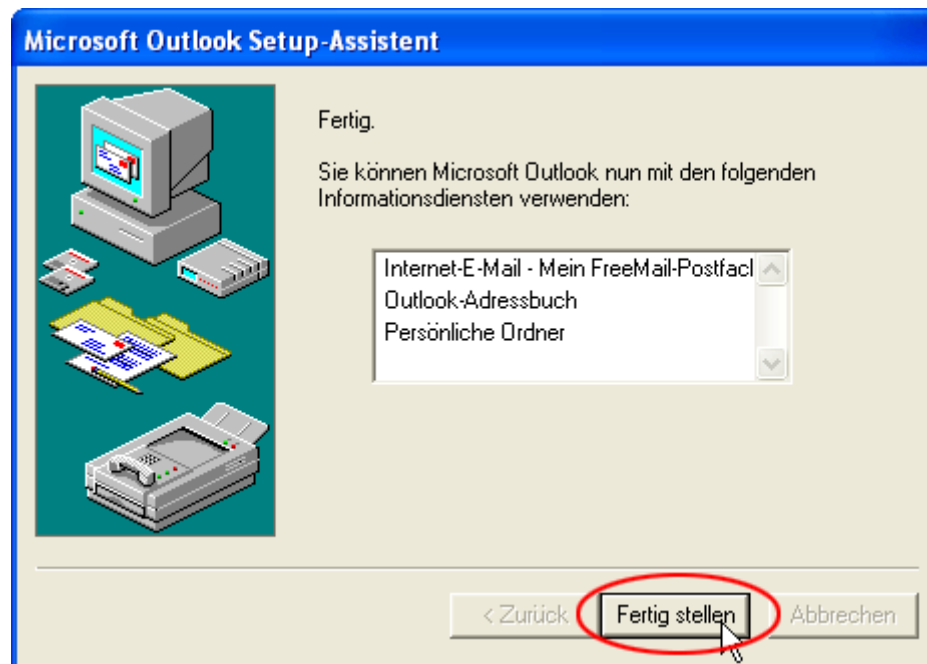 Microsoft Outlook Setup-Assistent
Fertig.
Sie können Microsoft Outlook nun mit den folgenden
Informationsdiensten verwenden:
Internet-E-Mail - Mein FreeMail-Postfacl
Outlook-Adressbuch
Persönliche Ordner
< Zurück
Fertig stellen
Abbrechen